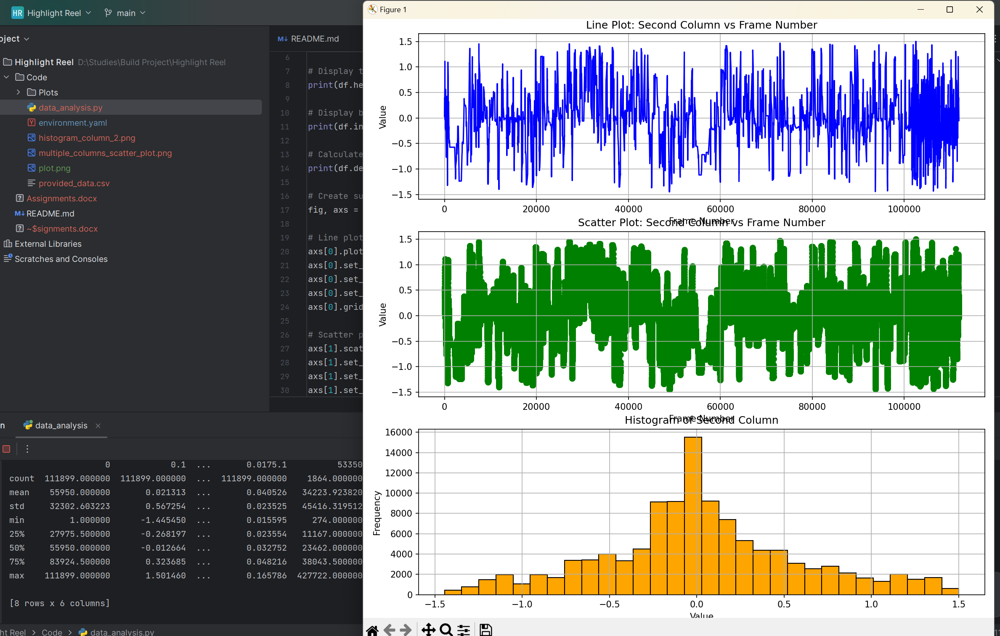 HR Highlight Reel main
oject
Highlight Reel D:\Studies\Build Project\Highlight Reel
Code
Plots
data_analysis.py
environment.yaml
histogram_column_2.png
multiple_columns_scatter_plot.png
plot.png
provided_data.csv
Assignments.docx
README.md
~$signments.docx
External Libraries
Scratches and Consoles
README.md
6
7 # Display t
8 print(df.he
9
10 # Display b
11 print(df.in
12
13 # Calculate
14 print(df.de
15
16 # Create su
17 fig, axs =
18
19 # Line plot
20 axs[0].plot
21 axs[0].set_
22 axs[0].set_
23 axs[0].set_
24 axs[0].grid
25
26 # Scatter p
27 axs[1].scat
28 axs[1].set_
29 axs[1].set_
30 axs[1].set_
n data_analysis
0 0.1 ... 0.0175.1 53350
count 111899.000000 111899.000000 ... 111899.000000 1864.000000
mean 55950.000000 0.021313 ... 0.040526 34223.923820
std 32302.603223 0.567254 ... 0.023525 45416.319512
min 1.000000 -1.445450 ... 0.015595 274.000000
25% 27975.500000 -0.268197 ... 0.023554 11167.000000
50% 55950.000000 -0.012664 ... 0.032752 23462.000000
75% 83924.500000 0.323685 ... 0.048216 38043.500000
max 111899.000000 1.501460 ... 0.165786 427722.000000
[8 rows x 6 columns]
ht Reel > Code > data_analysis.py
Figure 1
Line Plot: Second Column vs Frame Number
1.5
1.0
0.5
0.0
−0.5
−1.0
−1.5
Value
0 20000 40000 60000 80000 100000
Frame Number
Scatter Plot: Second Column vs Frame Number
1.5
1.0
0.5
0.0
−0.5
−1.0
−1.5
Value
0 20000 40000 60000 80000 100000
Frame Number
Histogram of Second Column
16000
14000
12000
10000
8000
6000
4000
2000
0
Frequency
−1.5 −1.0 −0.5 0.0 0.5 1.0 1.5
Value